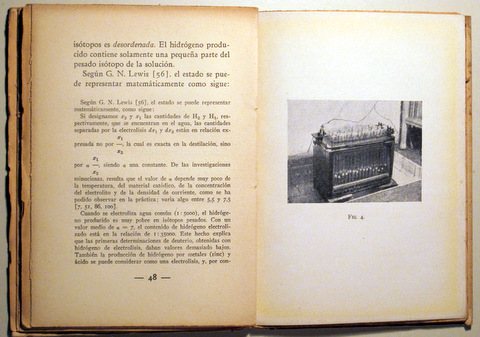 isótopos es desordenada. El hidrógeno produ-
cido contiene solamente una pequeña parte del
pesado isótopo de la solución.
Según G. N. Lewis [56], el estado se pue-
de representar matemáticamente como sigue:
Según G. N. Lewis [56], el estado se puede representar
matemáticamente, como sigue:
Si designamos x₂ y x₁ las cantidades de H₂ y H₁, res-
pectivamente, que se encuentran en el agua, las cantidades
separadas por la electrolisis dx₂ y dx₁ están en relación ex-
x₁
presada no por —, la cual es exacta en la destilación, sino
x₂
x₁
por α —, siendo α una constante. De las investigaciones
x₂
minuciosas, resulta que el valor de α depende muy poco de
la temperatura, del material catódico, de la concentración
del electrolito y de la densidad de corriente, como se ha
podido observar en la práctica; varía algo entre 5,5 y 7,5
[7, 51, 86, 100].
Cuando se electroliza agua común (1 : 5000), el hidróge-
no producido es muy pobre en isótopos pesados. Con un
valor medio de α = 7, el contenido de hidrógeno electroli-
zado está en la relación de 1 : 35000. Este hecho explica
que las primeras determinaciones de deuterio, obtenidas con
hidrógeno de electrolisis, daban valores demasiado bajos.
También la producción de hidrógeno por metales (zinc) y
ácido se puede considerar como una electrolisis, y, por con-
— 48 —
FIG. 4.